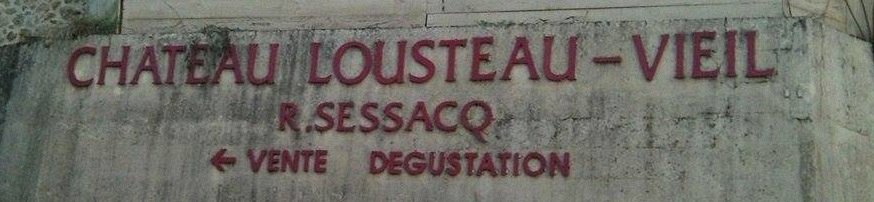 CHATEAU LOUSTEAU-VIEIL
R.SESSACQ
← VENTE DEGUSTATION